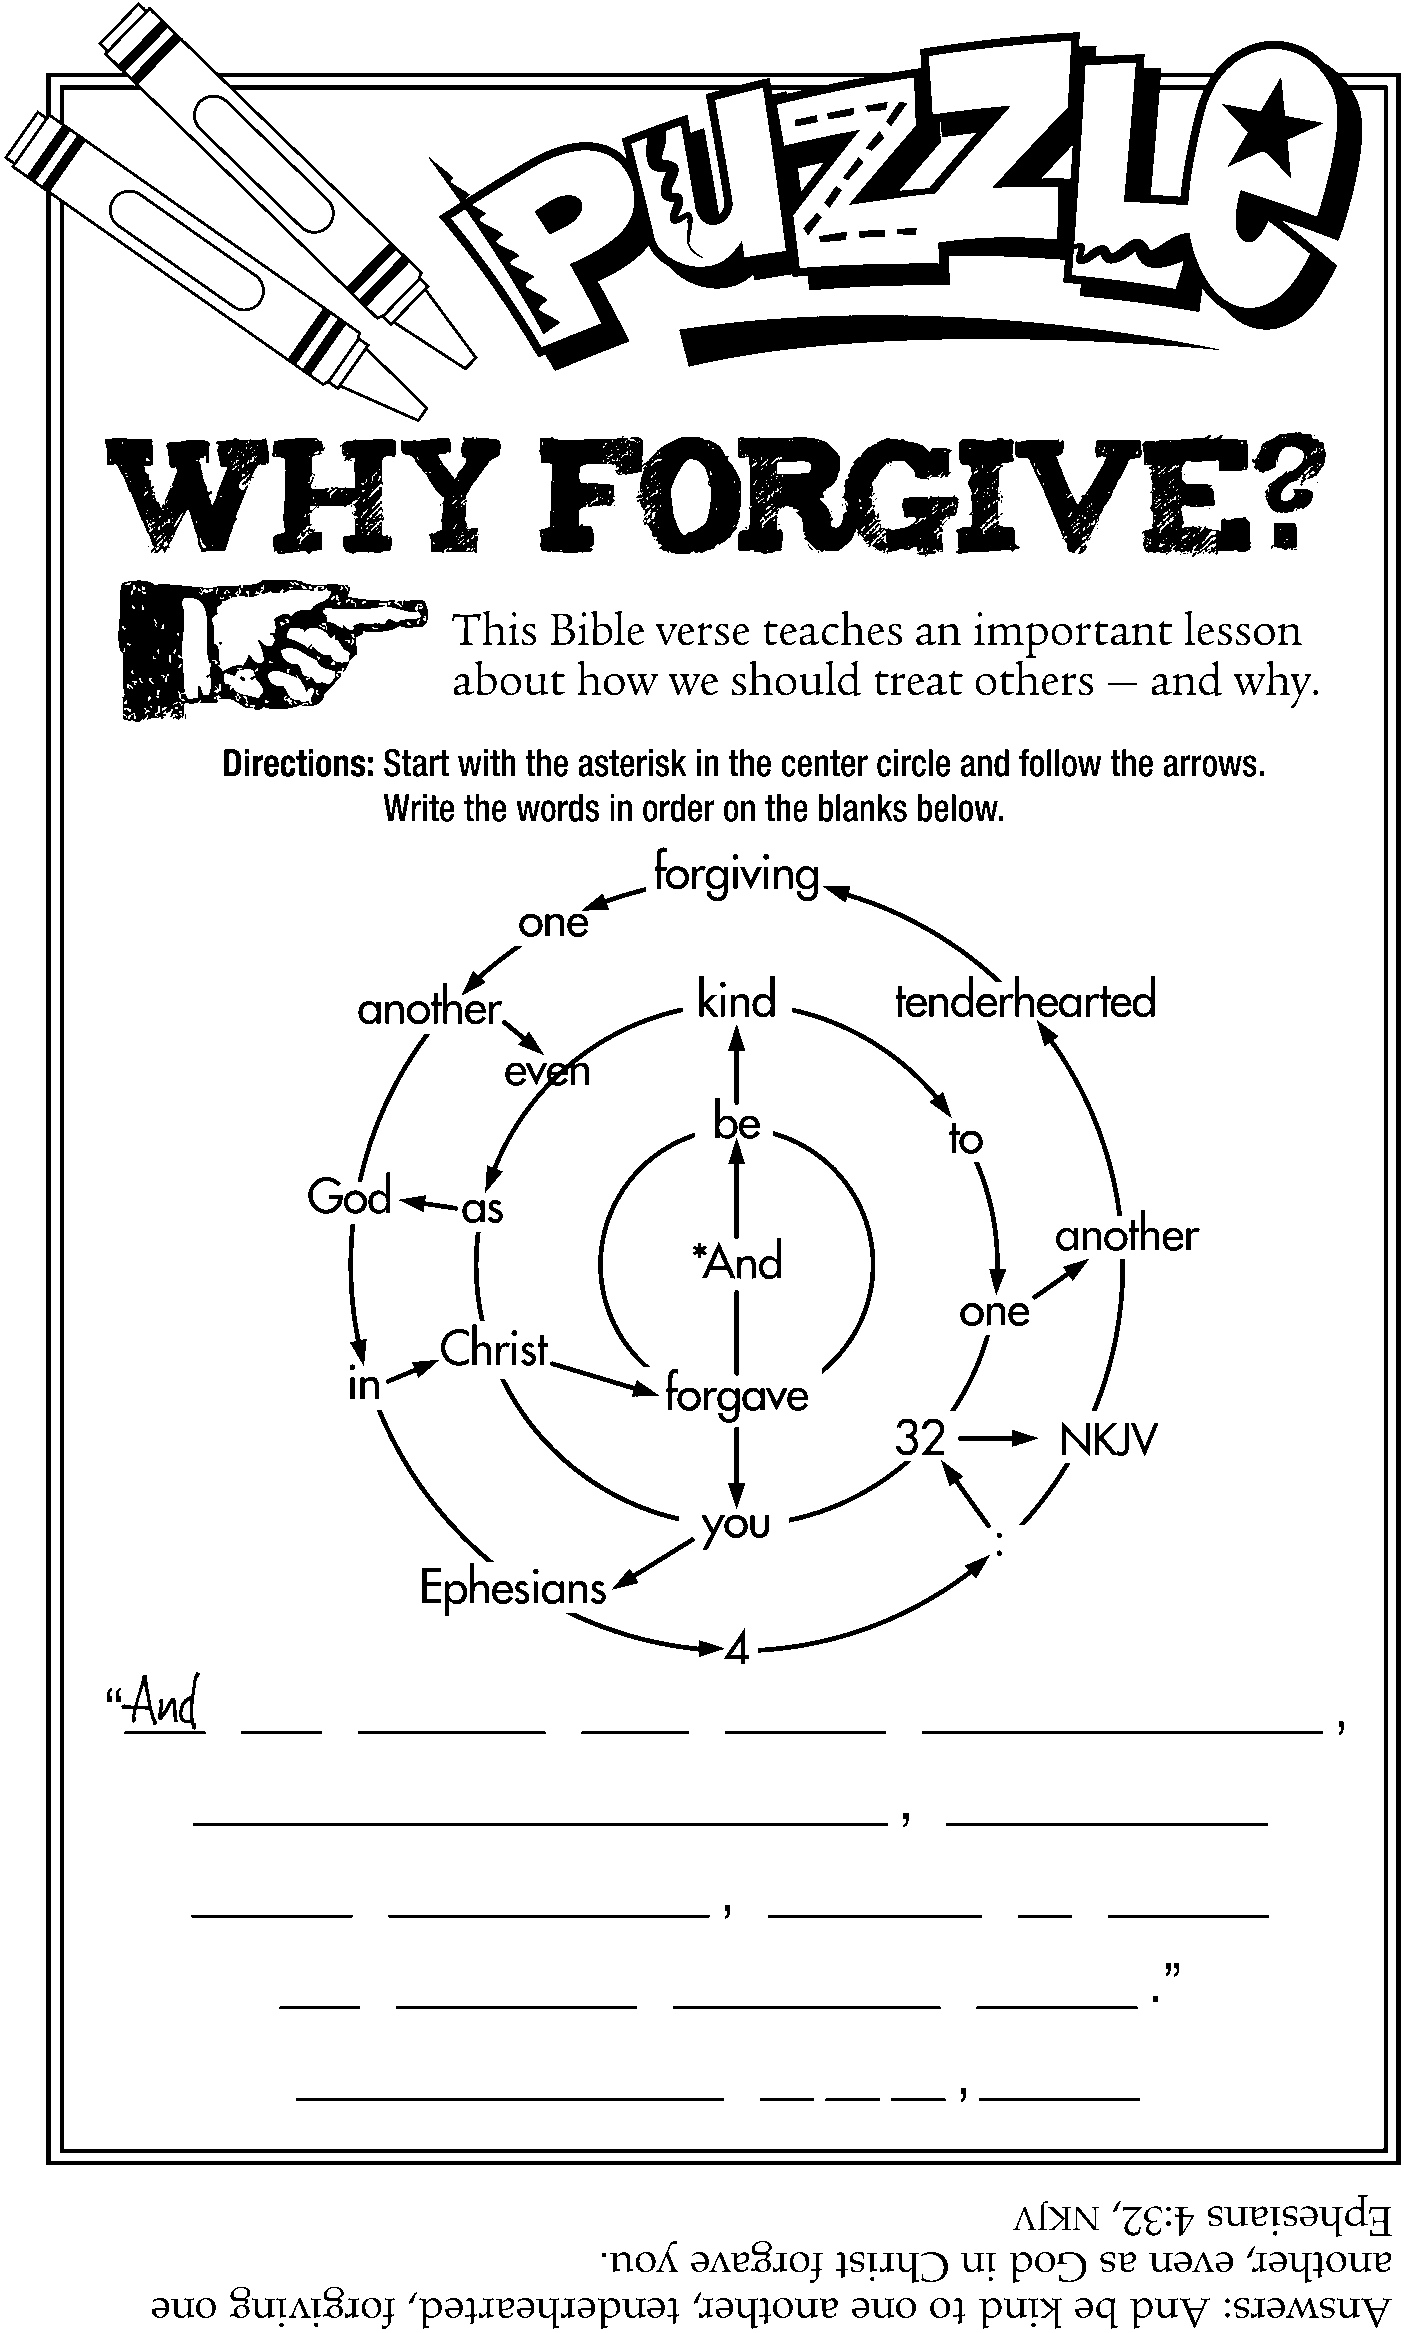 PUZZLE
WHY FORGIVE?
This Bible verse teaches an important lesson
about how we should treat others – and why.
Directions: Start with the asterisk in the center circle and follow the arrows.
Write the words in order on the blanks below.
forgiving
one
another
even
kind
tenderhearted
be
to
God
as
*And
another
one
in
Christ
forgave
32
NKJV
you
:
Ephesians
4
“And ,
,
,
.”
,
Answers: And be kind to one another, tenderhearted, forgiving one
another, even as God in Christ forgave you.
Ephesians 4:32, NKJV